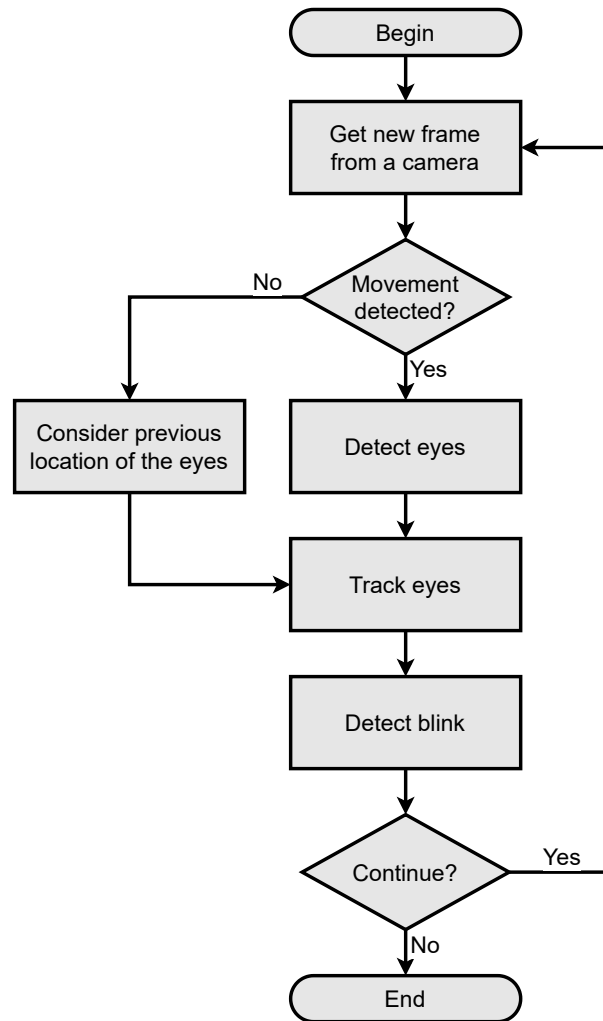 Begin
Get new frame
from a camera
No
Movement
detected?
Yes
Consider previous
location of the eyes
Detect eyes
Track eyes
Detect blink
Continue?
Yes
No
End